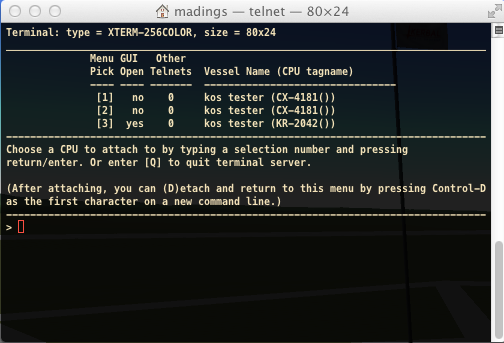 madings — telnet — 80×24
Terminal: type = XTERM-256COLOR, size = 80x24
Menu GUI Other
Pick Open Telnets Vessel Name (CPU tagname)
---- ---- ------- --------------------------------
[1] no 0 kos tester (CX-4181())
[2] no 0 kos tester (CX-4181())
[3] yes 0 kos tester (KR-2042())
--------------------------------------------------------------------------------
Choose a CPU to attach to by typing a selection number and pressing
return/enter. Or enter [Q] to quit terminal server.
(After attaching, you can (D)etach and return to this menu by pressing Control-D
as the first character on a new command line.)
--------------------------------------------------------------------------------
>